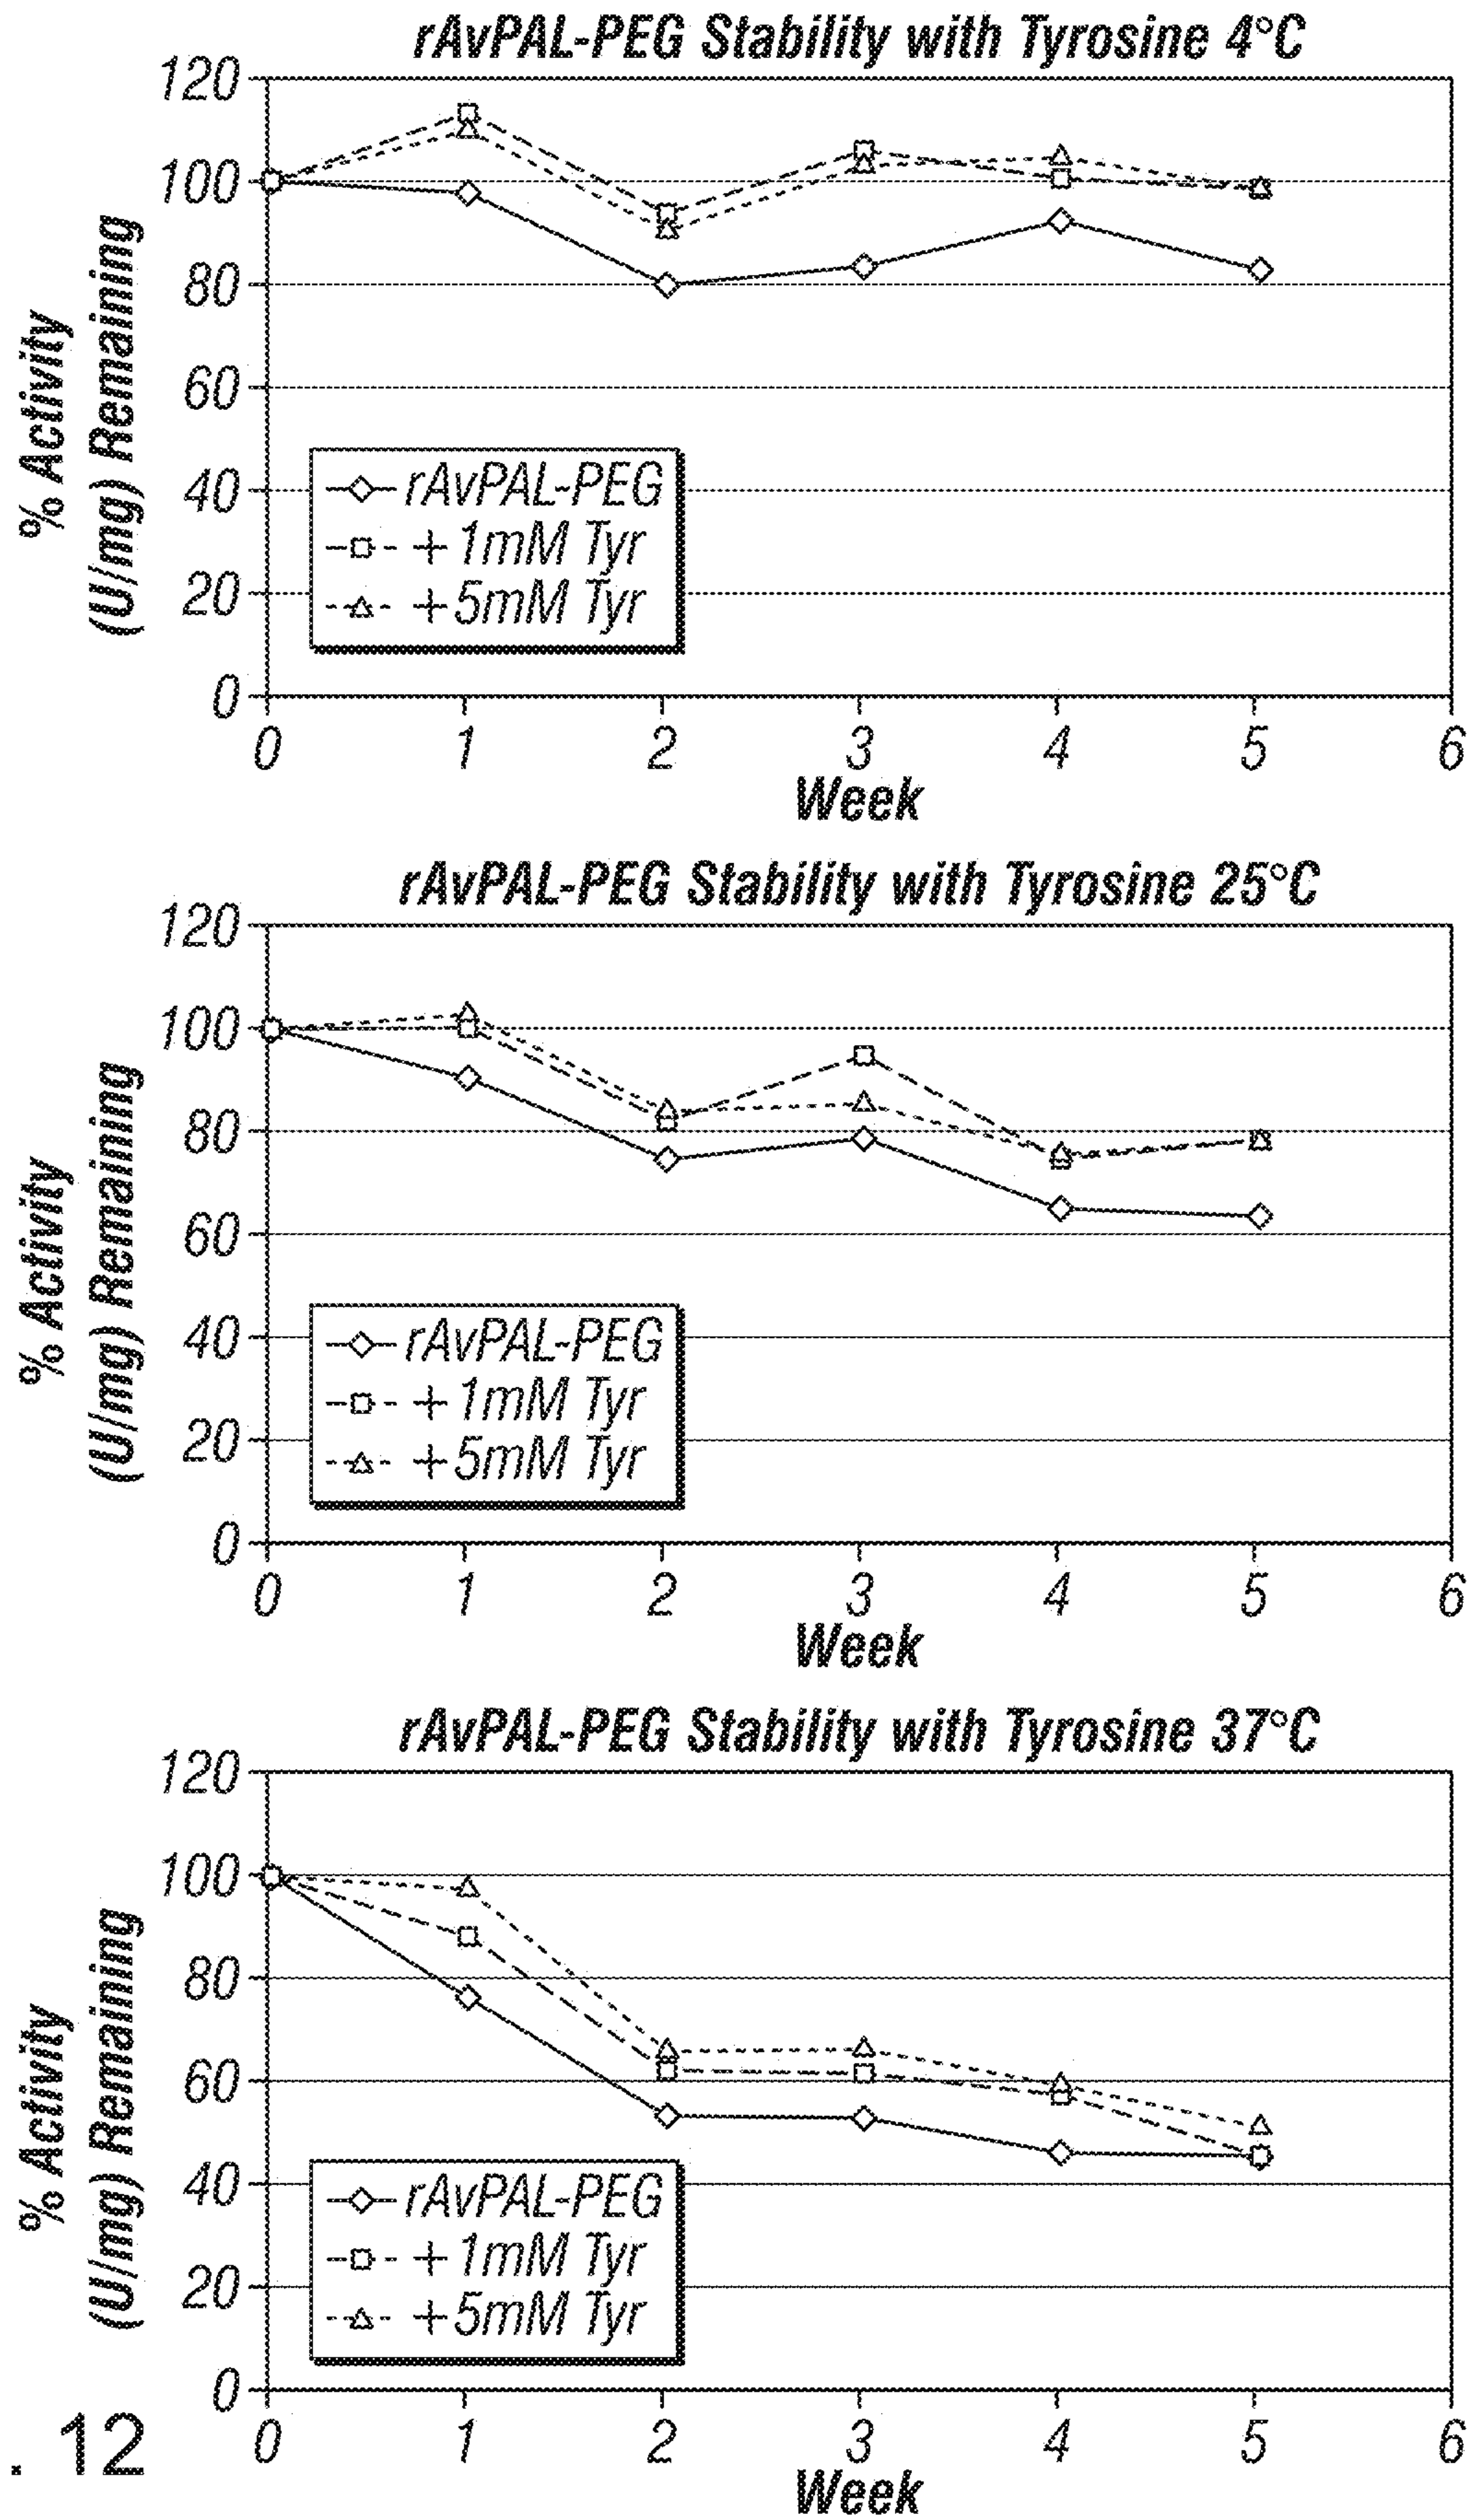 rAvPAL-PEG Stability with Tyrosine 4°C
120
100
80
60
40
20
0
% Activity
(U/mg) Remaining
rAvPAL-PEG
+ 1mM Tyr
+5mM Tyr
0 1 2 3 4 5 6
Week
rAvPAL-PEG Stability with Tyrosine 25°C
120
100
80
60
40
20
0
% Activity
(U/mg) Remaining
rAvPAL-PEG
+ 1mM Tyr
+5mM Tyr
0 1 2 3 4 5 6
Week
rAvPAL-PEG Stability with Tyrosine 37°C
120
100
80
60
40
20
0
% Activity
(U/mg) Remaining
rAvPAL-PEG
+ 1mM Tyr
+5mM Tyr
0 1 2 3 4 5 6
Week
. 12